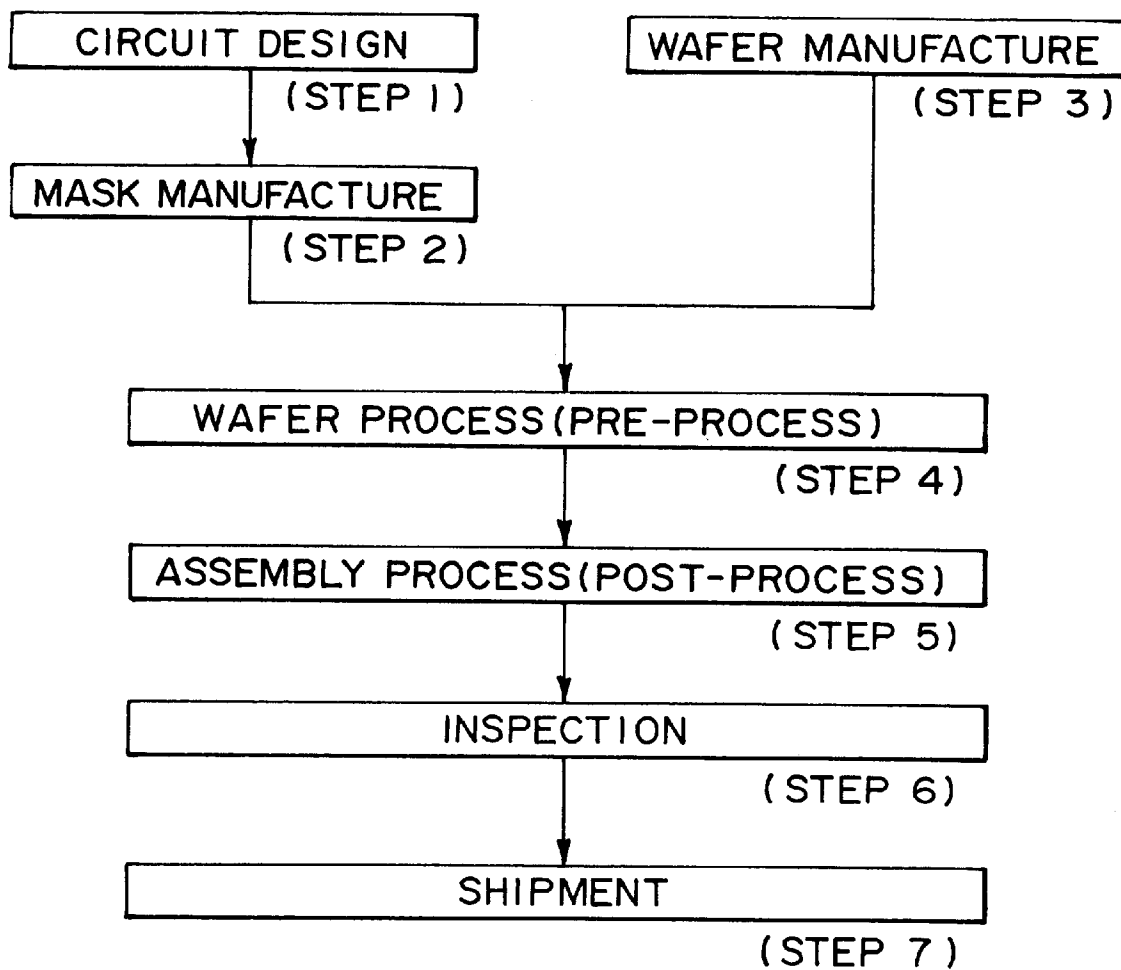 CIRCUIT DESIGN
(STEP 1)
WAFER MANUFACTURE
(STEP 3)
MASK MANUFACTURE
(STEP 2)
WAFER PROCESS(PRE-PROCESS)
(STEP 4)
ASSEMBLY PROCESS(POST-PROCESS)
(STEP 5)
INSPECTION
(STEP 6)
SHIPMENT
(STEP 7)